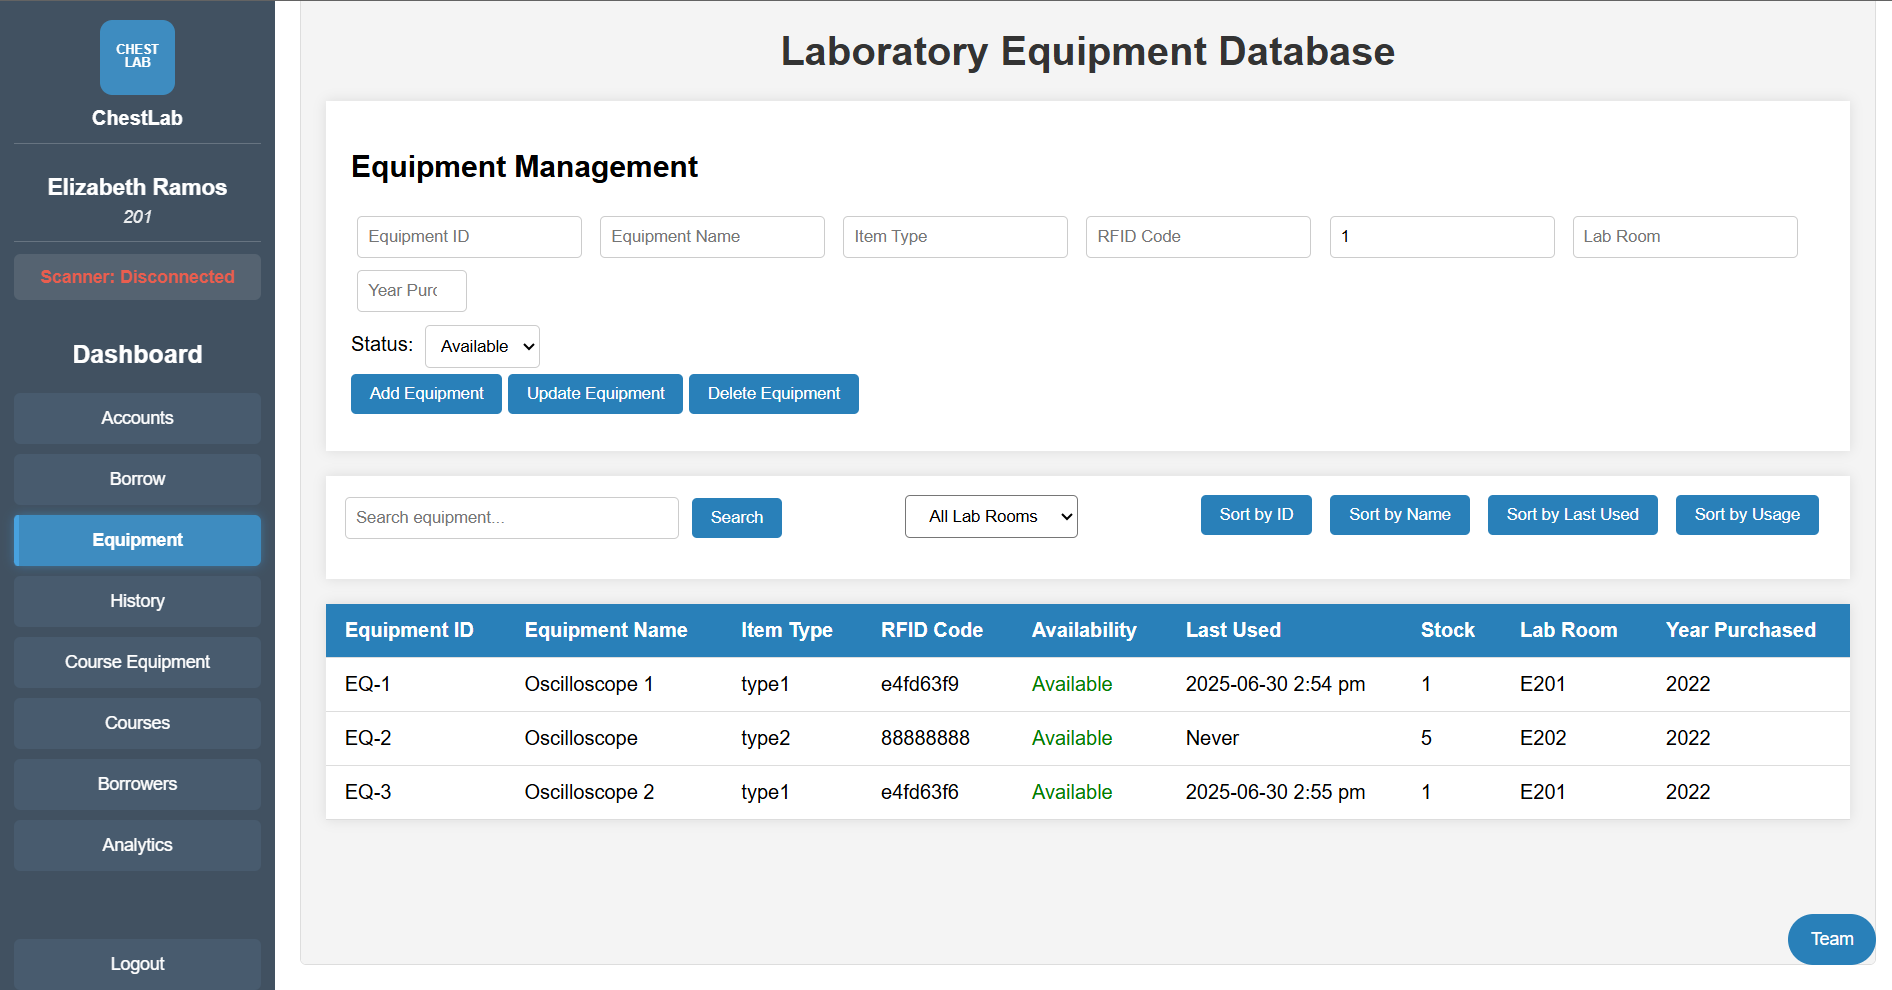 CHEST
LAB
ChestLab
Elizabeth Ramos
201
Scanner: Disconnected
Dashboard
Accounts
Borrow
Equipment
History
Course Equipment
Courses
Borrowers
Analytics
Logout
Laboratory Equipment Database
Equipment Management
Equipment ID Equipment Name Item Type RFID Code 1 Lab Room
Year Purc
Status: Available
Add Equipment Update Equipment Delete Equipment
Search equipment... Search All Lab Rooms Sort by ID Sort by Name Sort by Last Used Sort by Usage
Equipment ID Equipment Name Item Type RFID Code Availability Last Used Stock Lab Room Year Purchased
EQ-1 Oscilloscope 1 type1 e4fd63f9 Available 2025-06-30 2:54 pm 1 E201 2022
EQ-2 Oscilloscope type2 88888888 Available Never 5 E202 2022
EQ-3 Oscilloscope 2 type1 e4fd63f6 Available 2025-06-30 2:55 pm 1 E201 2022
Team